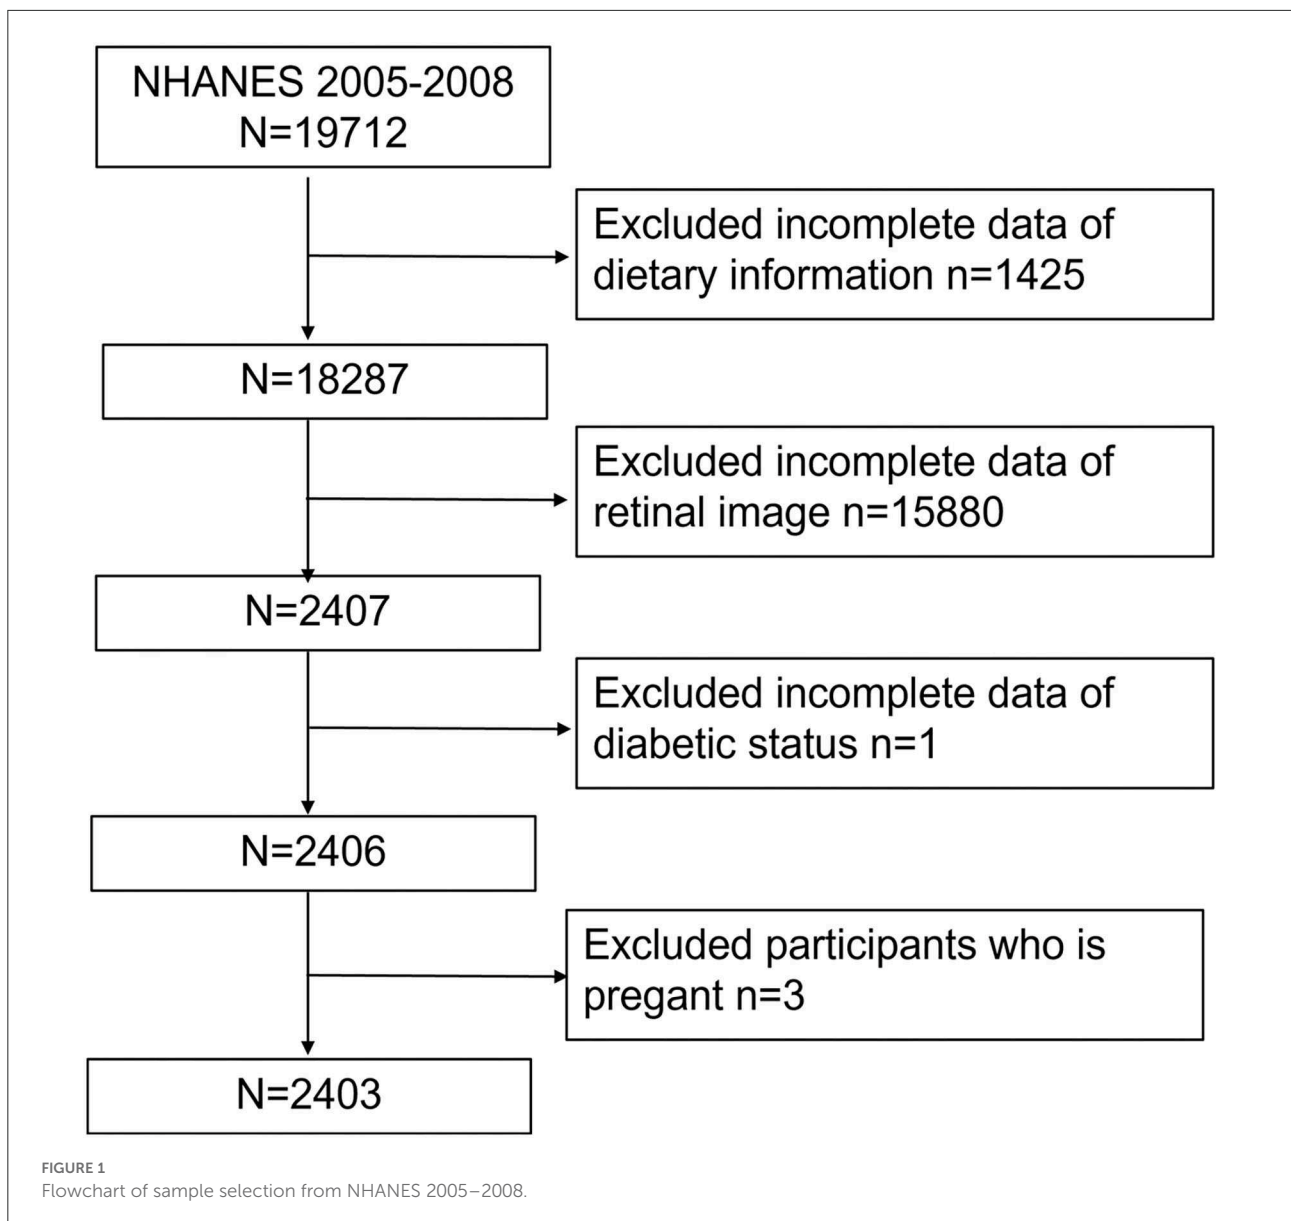 NHANES 2005-2008
N=19712
Excluded incomplete data of
dietary information n=1425
N=18287
Excluded incomplete data of
retinal image n=15880
N=2407
Excluded incomplete data of
diabetic status n=1
N=2406
Excluded participants who is
pregant n=3
N=2403
FIGURE 1
Flowchart of sample selection from NHANES 2005–2008.